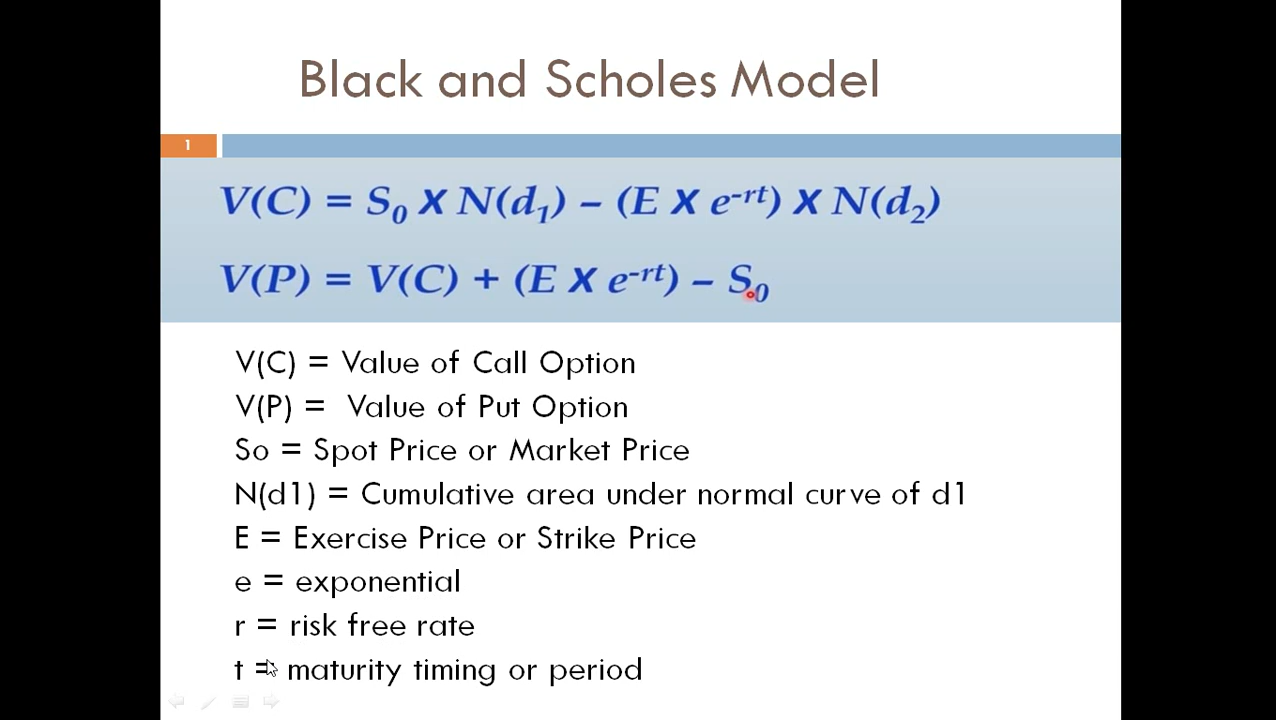 Black and Scholes Model
1
V(C) = S₀ X N(d₁) – (E X e⁻ʳᵗ) X N(d₂)
V(P) = V(C) + (E X e⁻ʳᵗ) – S₀
V(C) = Value of Call Option
V(P) = Value of Put Option
So = Spot Price or Market Price
N(d1) = Cumulative area under normal curve of d1
E = Exercise Price or Strike Price
e = exponential
r = risk free rate
t = maturity timing or period